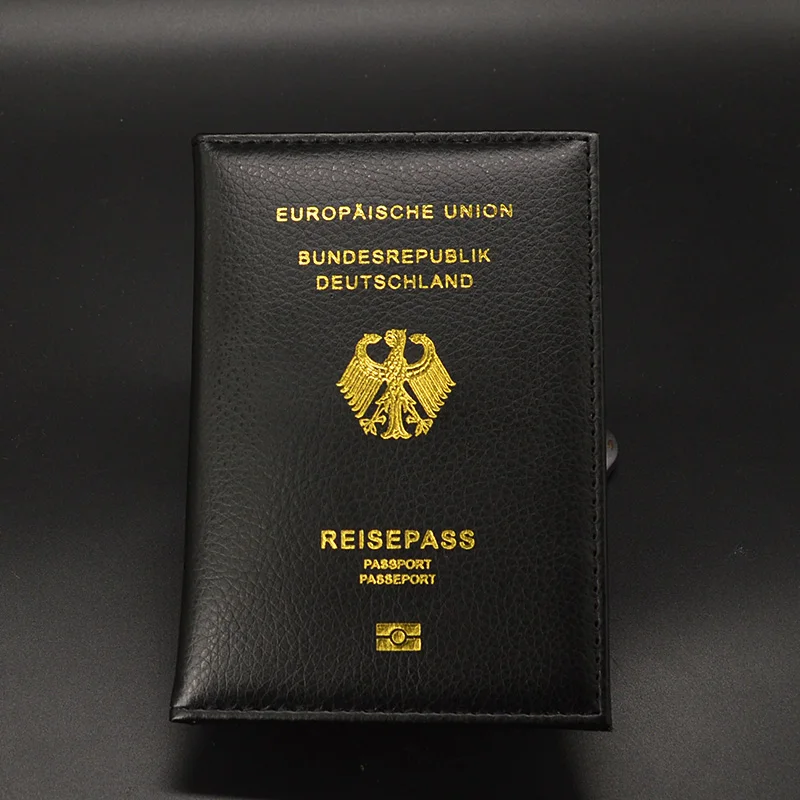 EUROPÄISCHE UNION
BUNDESREPUBLIK
DEUTSCHLAND
REISEPASS
PASSPORT
PASSEPORT